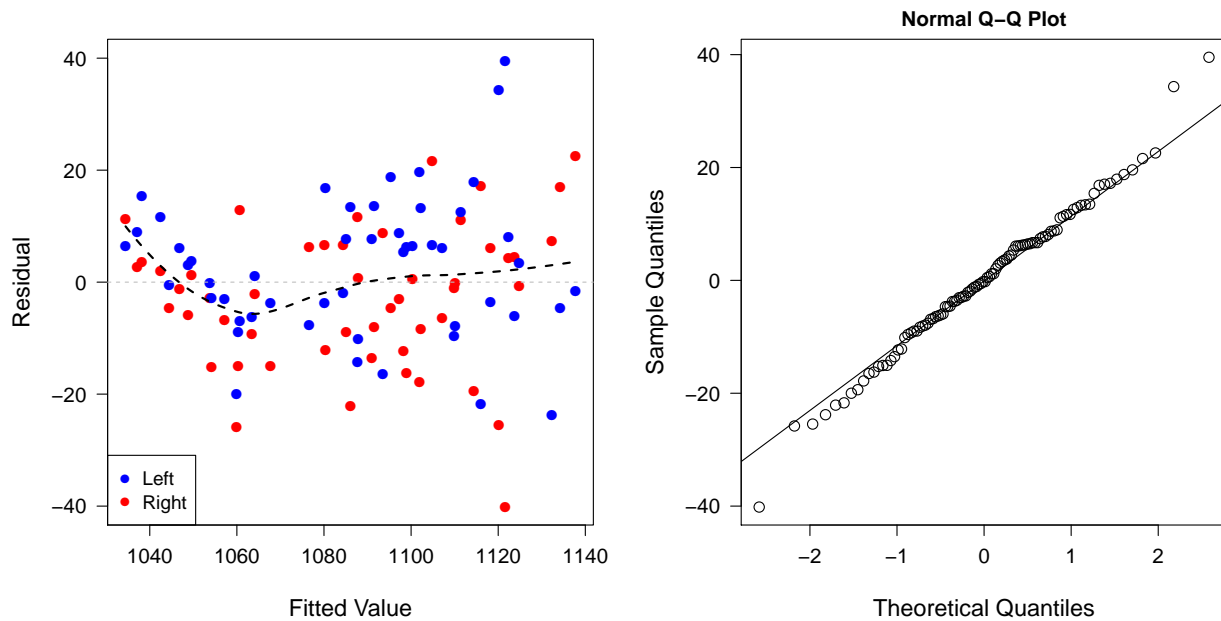 40
20
0
−20
−40
Residual
Left
Right
1040 1060 1080 1100 1120 1140
Fitted Value
Normal Q−Q Plot
40
20
0
−20
−40
Sample Quantiles
−2 −1 0 1 2
Theoretical Quantiles